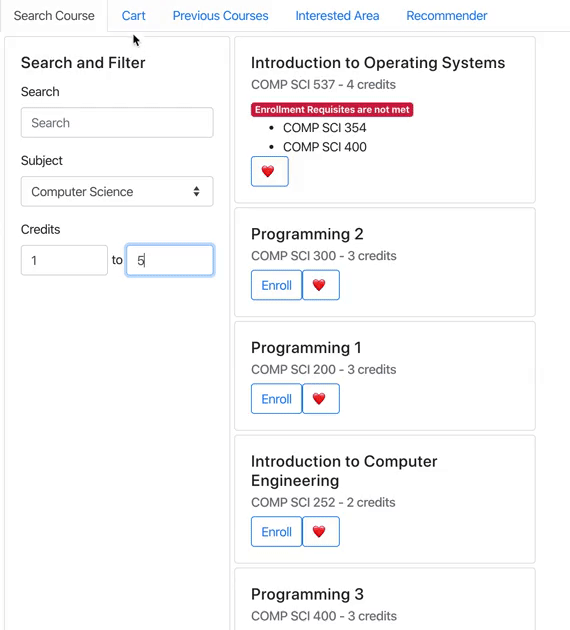 Search Course
Cart
Previous Courses
Interested Area
Recommender
Search and Filter
Search
Search
Subject
Computer Science
Credits
1
to
5
Introduction to Operating Systems
COMP SCI 537 - 4 credits
Enrollment Requisites are not met
COMP SCI 354
COMP SCI 400
Programming 2
COMP SCI 300 - 3 credits
Enroll
Programming 1
COMP SCI 200 - 3 credits
Enroll
Introduction to Computer
Engineering
COMP SCI 252 - 2 credits
Enroll
Programming 3
COMP SCI 400 - 3 credits